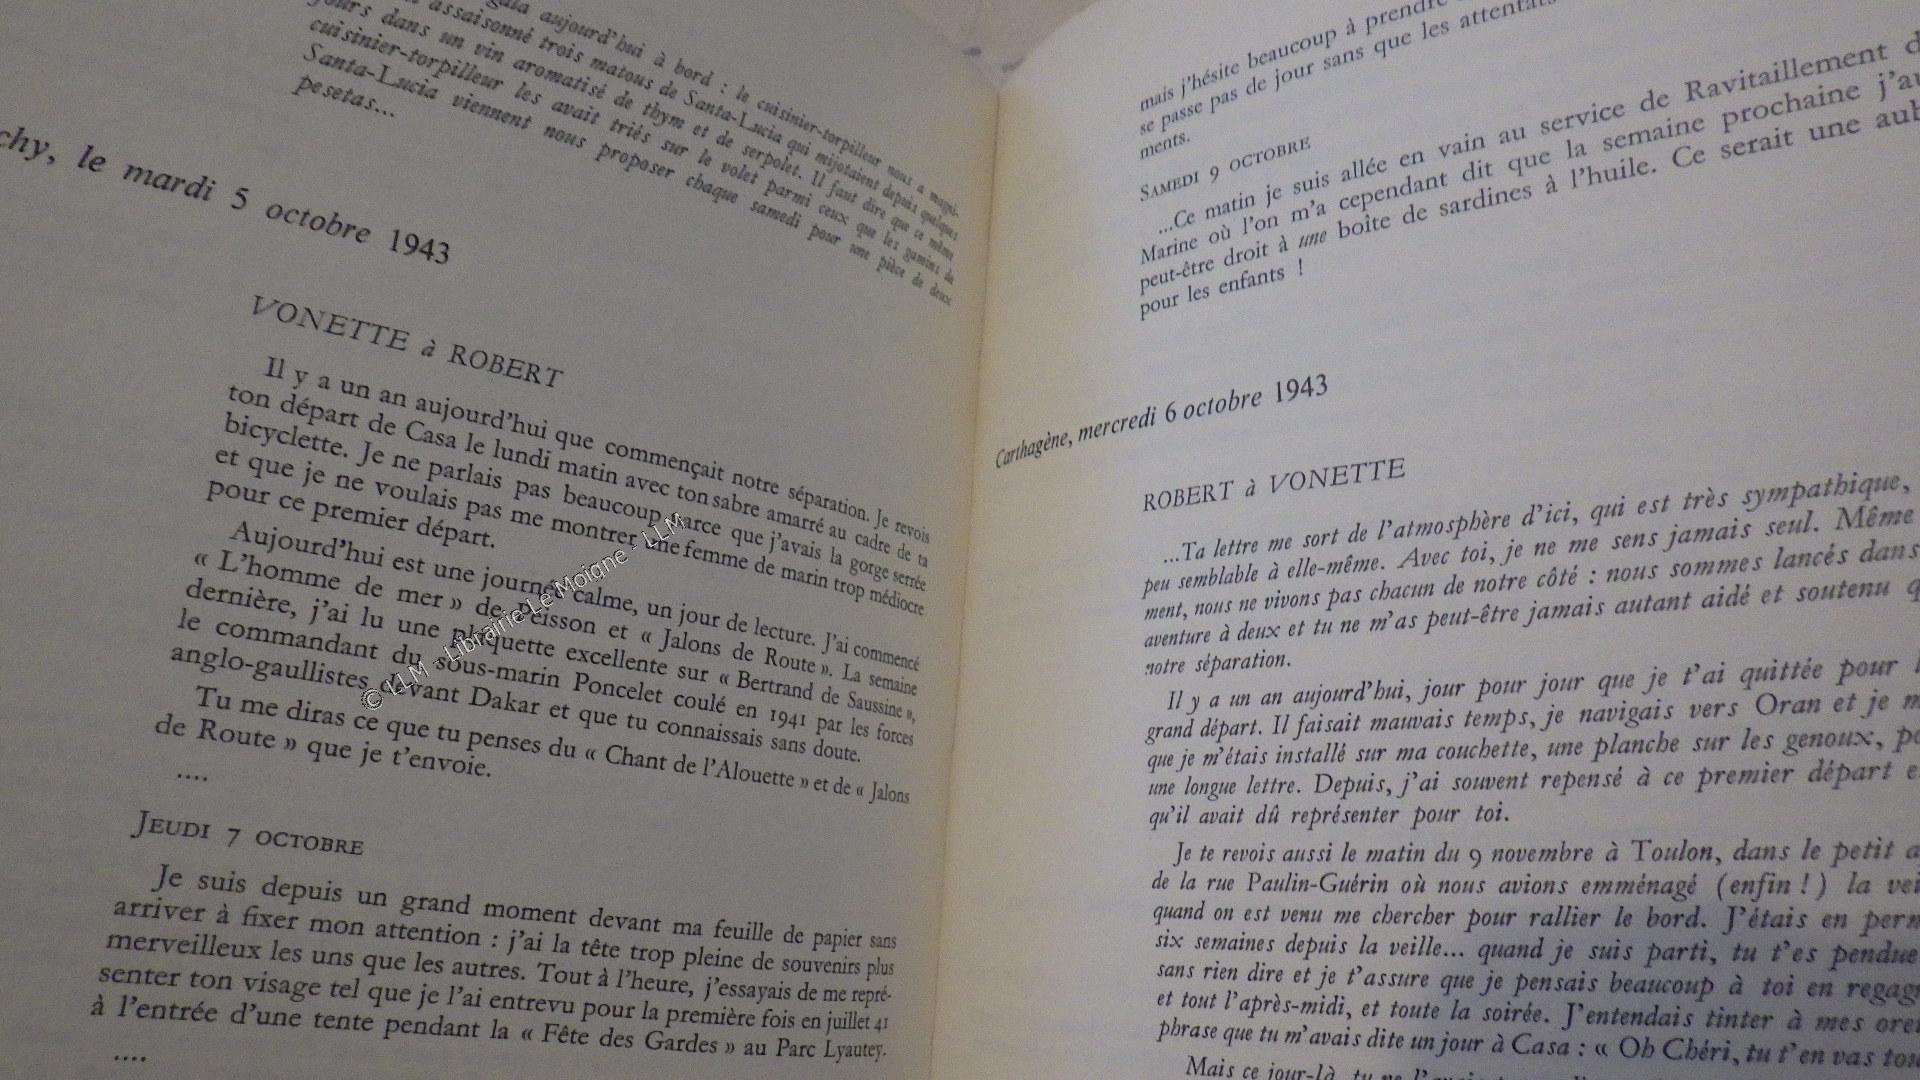 gala aujourd'hui à bord : le cuisinier-torpilleur nous a magni-
assaisonné trois matous de Santa-Lucia qui mijotaient depuis quelques
jours dans un vin aromatisé de thym et de serpolet. Il faut dire que ce même
cuisinier-torpilleur les avait triés sur le volet parmi ceux que les gamins de
Santa-Lucia viennent nous proposer chaque samedi pour une pièce de deux
pesetas...
chy, le mardi 5 octobre 1943
VONETTE à ROBERT
Il y a un an aujourd'hui que commençait notre séparation. Je revois
ton départ de Casa le lundi matin avec ton sabre amarré au cadre de ta
bicyclette. Je ne parlais pas beaucoup parce que j'avais la gorge serrée
et que je ne voulais pas me montrer une femme de marin trop médiocre
pour ce premier départ.
Aujourd'hui est une journée calme, un jour de lecture. J'ai commencé
« L'homme de mer » de Peisson et « Jalons de Route ». La semaine
dernière, j'ai lu une plaquette excellente sur « Bertrand de Saussine »,
le commandant du sous-marin Poncelet coulé en 1941 par les forces
anglo-gaullistes devant Dakar et que tu connaissais sans doute.
Tu me diras ce que tu penses du « Chant de l'Alouette » et de « Jalons
de Route » que je t'envoie.
....
JEUDI 7 OCTOBRE
Je suis depuis un grand moment devant ma feuille de papier sans
arriver à fixer mon attention : j'ai la tête trop pleine de souvenirs plus
merveilleux les uns que les autres. Tout à l'heure, j'essayais de me repré-
senter ton visage tel que je l'ai entrevu pour la première fois en juillet 41
à l'entrée d'une tente pendant la « Fête des Gardes » au Parc Lyautey.
....
© LLM - Librairie Le Moigne - LLM
mais j'hésite beaucoup à prendre
se passe pas de jour sans que les attentats
ments.
SAMEDI 9 OCTOBRE
...Ce matin je suis allée en vain au service de Ravitaillement d
Marine où l'on m'a cependant dit que la semaine prochaine j'au
peut-être droit à une boîte de sardines à l'huile. Ce serait une aub
pour les enfants !
Carthagène, mercredi 6 octobre 1943
ROBERT à VONETTE
...Ta lettre me sort de l'atmosphère d'ici, qui est très sympathique,
peu semblable à elle-même. Avec toi, je ne me sens jamais seul. Même
ment, nous ne vivons pas chacun de notre côté : nous sommes lancés dans
aventure à deux et tu ne m'as peut-être jamais autant aidé et soutenu q
notre séparation.
Il y a un an aujourd'hui, jour pour jour que je t'ai quittée pour l
grand départ. Il faisait mauvais temps, je navigais vers Oran et je m
que je m'étais installé sur ma couchette, une planche sur les genoux, po
une longue lettre. Depuis, j'ai souvent repensé à ce premier départ e
qu'il avait dû représenter pour toi.
Je te revois aussi le matin du 9 novembre à Toulon, dans le petit a
de la rue Paulin-Guérin où nous avions emménagé (enfin !) la vei
quand on est venu me chercher pour rallier le bord. J'étais en perm
six semaines depuis la veille... quand je suis parti, tu t'es pendue
sans rien dire et je t'assure que je pensais beaucoup à toi en regag
et tout l'après-midi, et toute la soirée. J'entendais tinter à mes orei
phrase que tu m'avais dite un jour à Casa : « Oh Chéri, tu t'en vas tou
Mais ce jour-là, tu ne